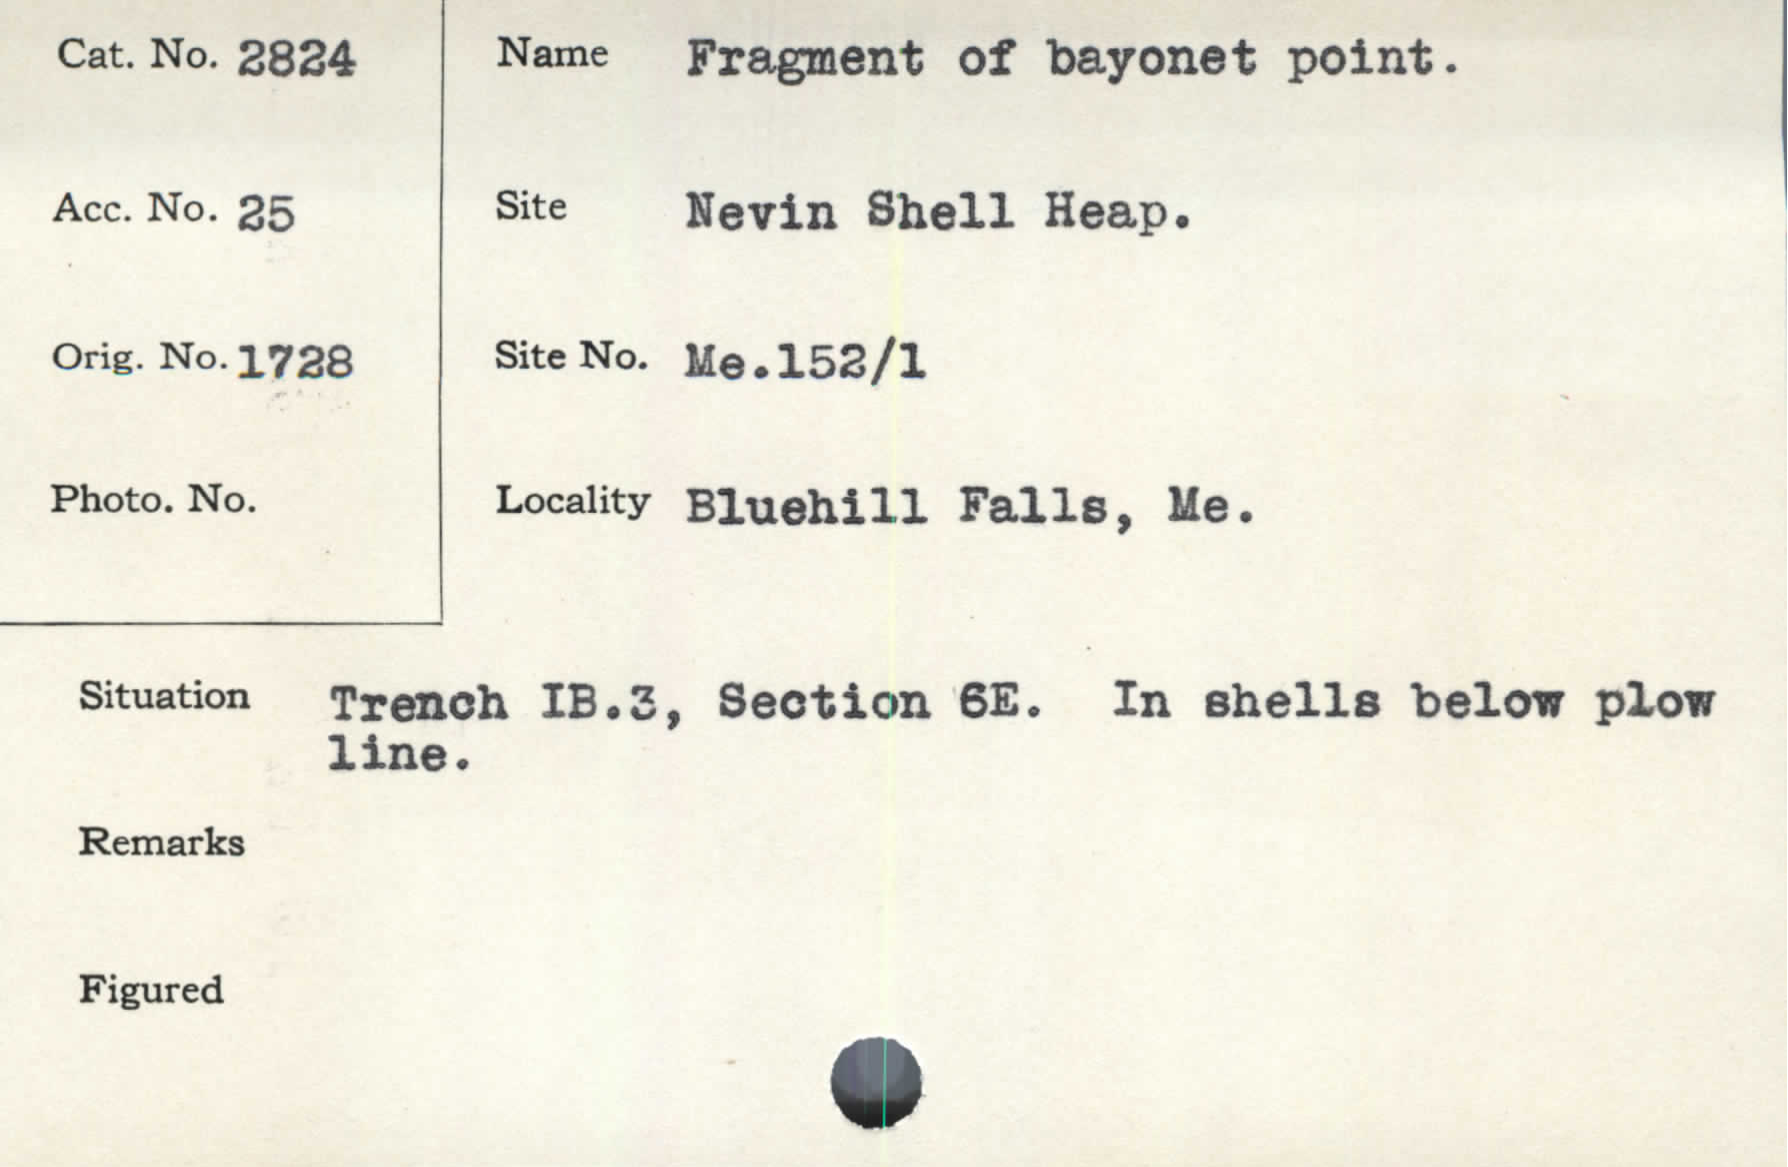 Cat. No. 2824
Name Fragment of bayonet point.
Acc. No. 25
Site Nevin Shell Heap.
Orig. No. 1728
Site No. Me.152/1
Photo. No.
Locality Bluehill Falls, Me.
Situation Trench IB.3, Section 6E. In shells below plow
line.
Remarks
Figured